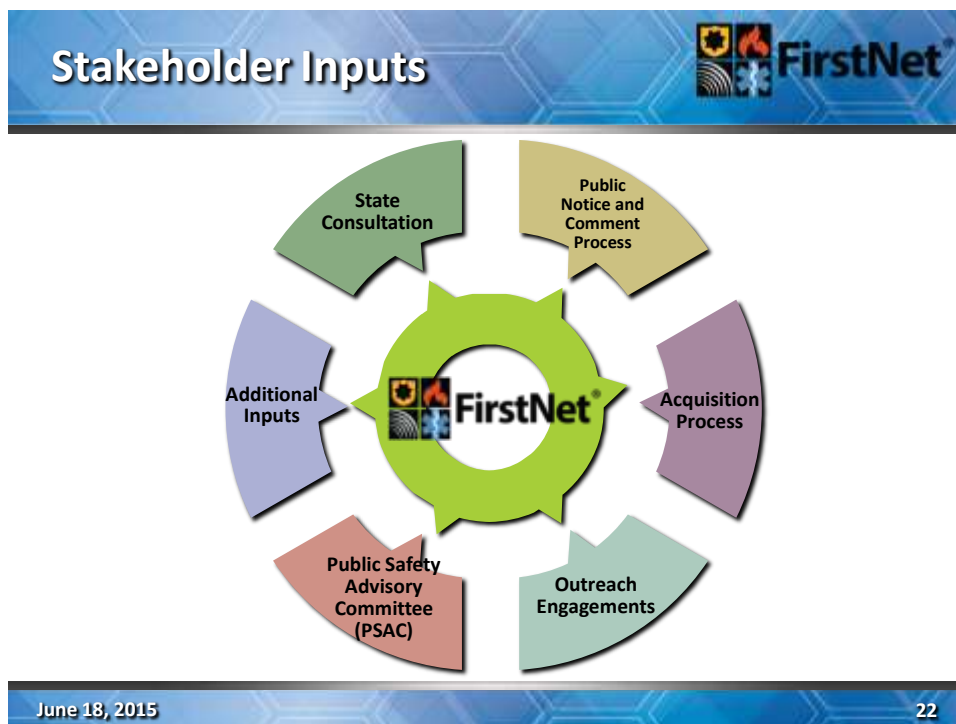 Stakeholder Inputs
FirstNet®
State
Consultation
Public
Notice and
Comment
Process
Additional
Inputs
FirstNet®
Acquisition
Process
Public Safety
Advisory
Committee
(PSAC)
Outreach
Engagements
June 18, 2015
22